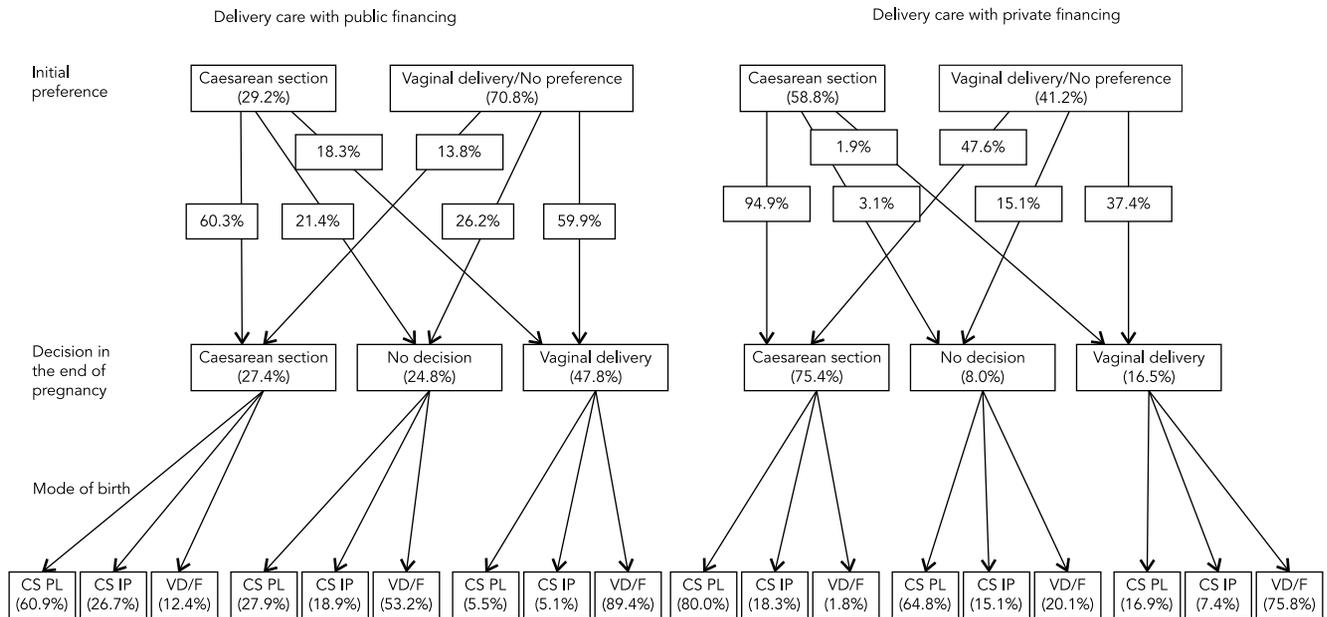 Delivery care with public financing
Delivery care with private financing
Initial
preference
Caesarean section
(29.2%)
Vaginal delivery/No preference
(70.8%)
Caesarean section
(58.8%)
Vaginal delivery/No preference
(41.2%)
18.3%
13.8%
1.9%
47.6%
60.3%
21.4%
26.2%
59.9%
94.9%
3.1%
15.1%
37.4%
Decision in
the end of
pregnancy
Caesarean section
(27.4%)
No decision
(24.8%)
Vaginal delivery
(47.8%)
Caesarean section
(75.4%)
No decision
(8.0%)
Vaginal delivery
(16.5%)
Mode of birth
CS PL
(60.9%)
CS IP
(26.7%)
VD/F
(12.4%)
CS PL
(27.9%)
CS IP
(18.9%)
VD/F
(53.2%)
CS PL
(5.5%)
CS IP
(5.1%)
VD/F
(89.4%)
CS PL
(80.0%)
CS IP
(18.3%)
VD/F
(1.8%)
CS PL
(64.8%)
CS IP
(15.1%)
VD/F
(20.1%)
CS PL
(16.9%)
CS IP
(7.4%)
VD/F
(75.8%)